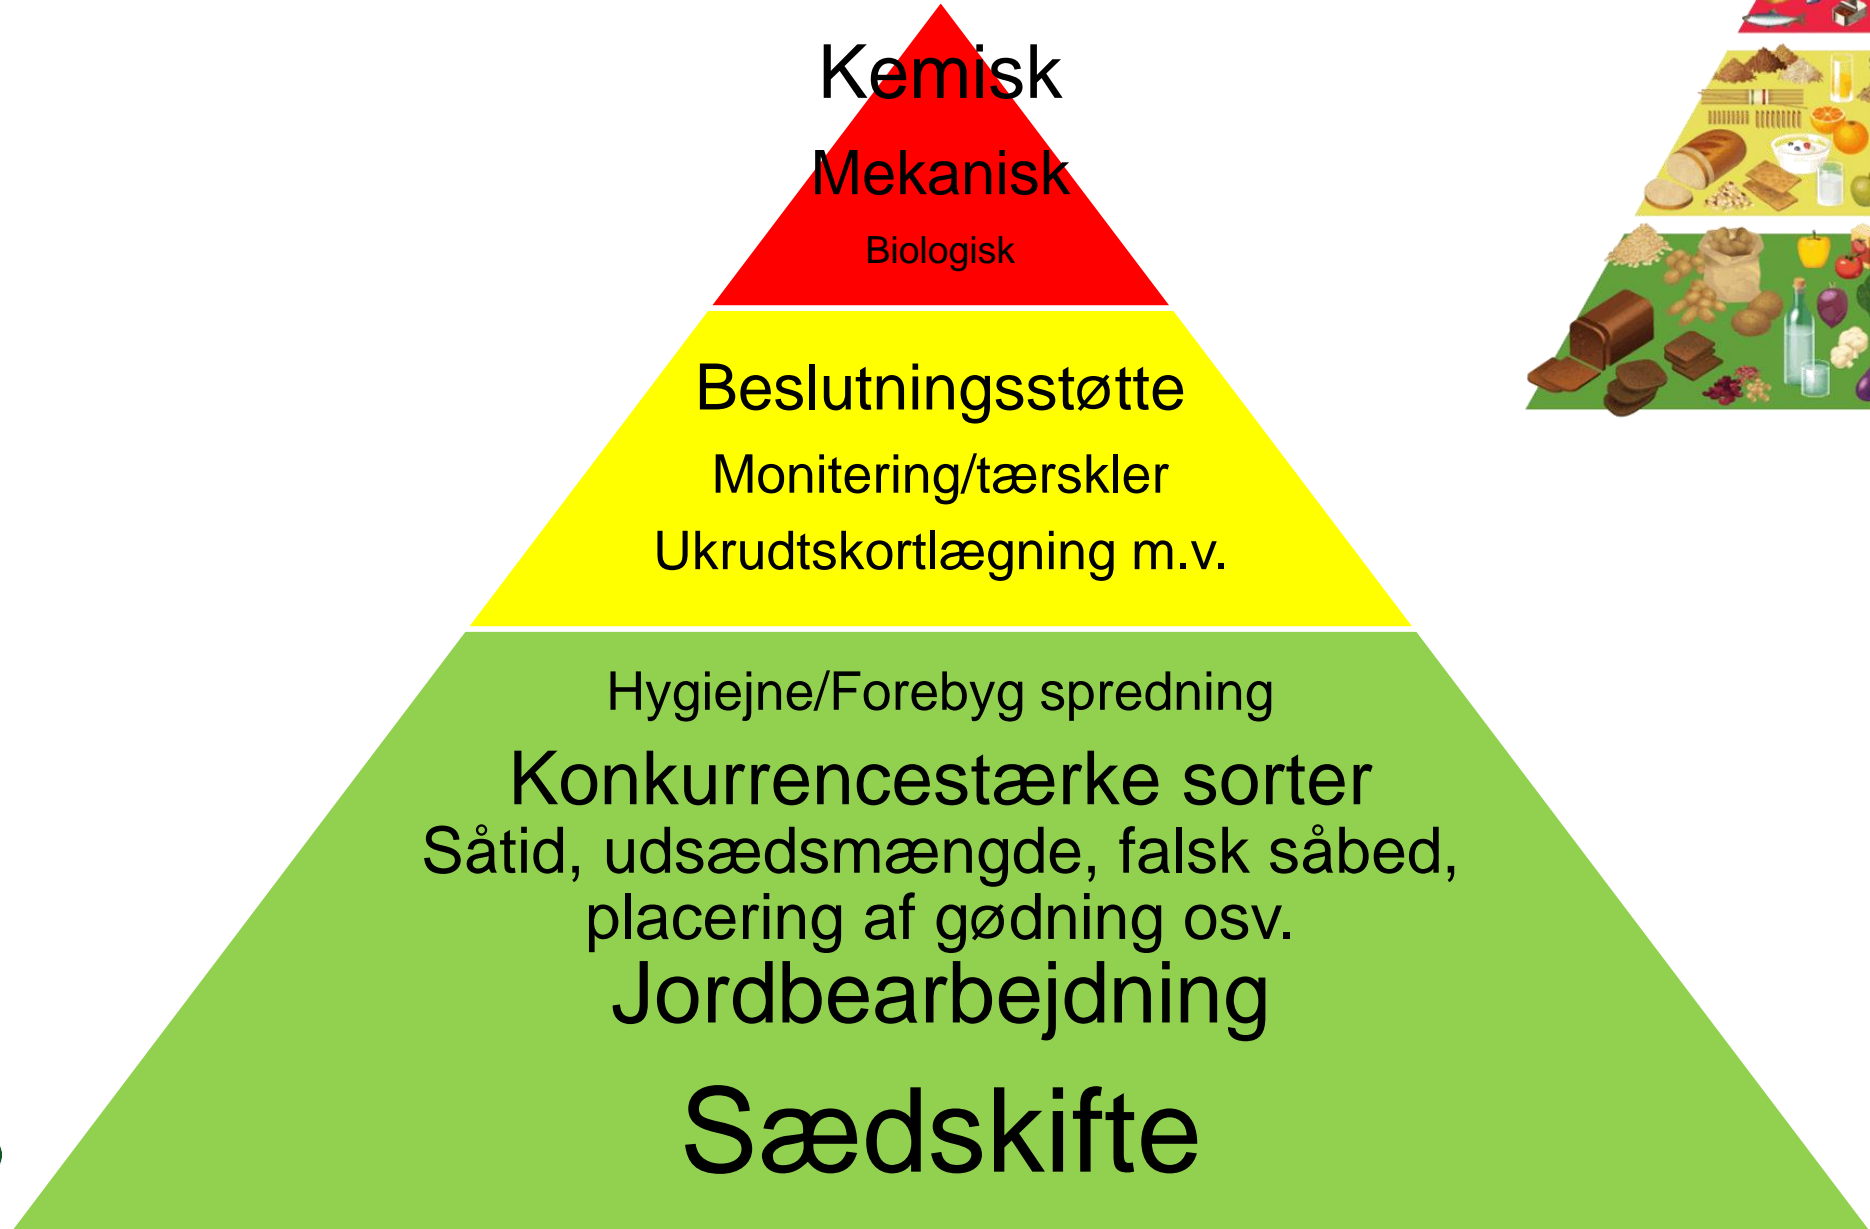 Kemisk
Mekanisk
Biologisk
Beslutningsstøtte
Monitering/tærskler
Ukrudtskortlægning m.v.
Hygiejne/Forebyg spredning
Konkurrencestærke sorter
Såtid, udsædsmængde, falsk såbed,
placering af gødning osv.
Jordbearbejdning
Sædskifte